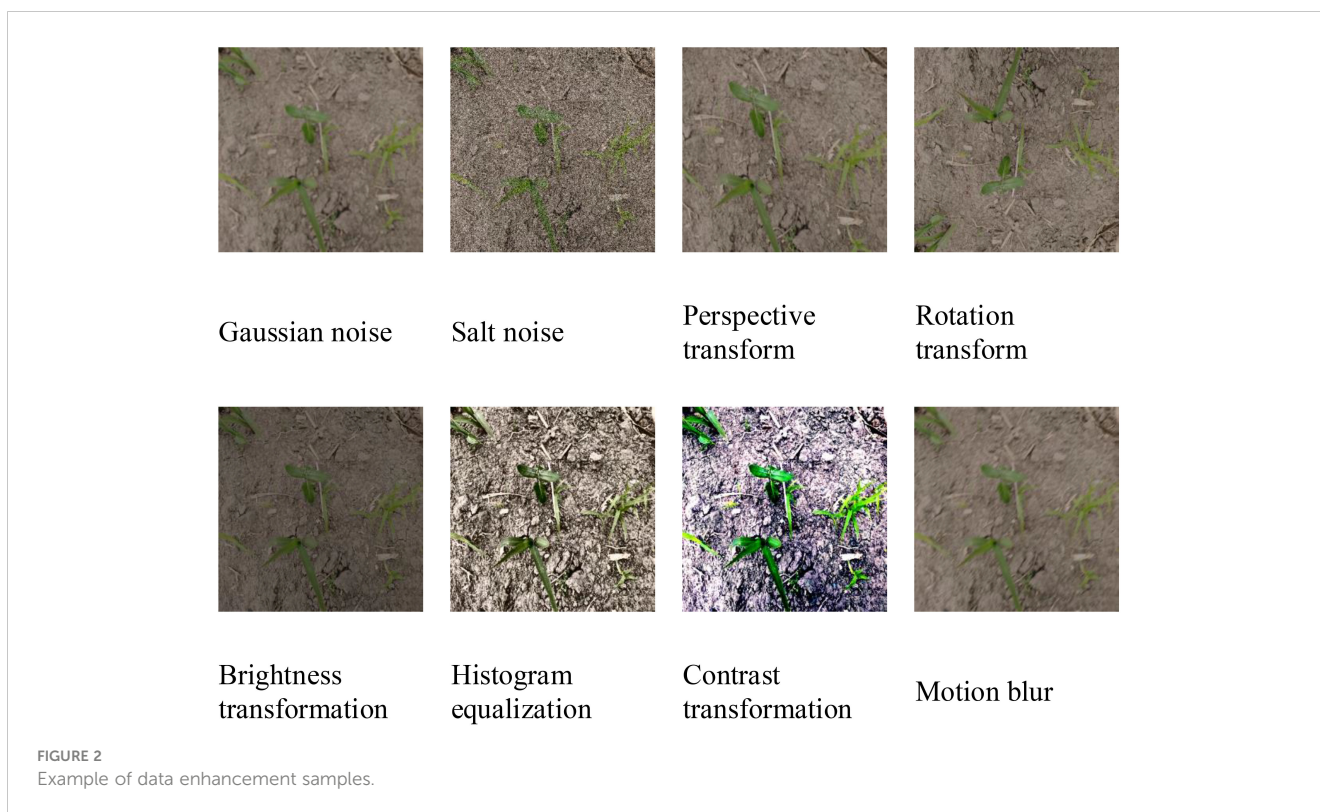 Gaussian noise
Salt noise
Perspective
transform
Rotation
transform
Brightness
transformation
Histogram
equalization
Contrast
transformation
Motion blur
FIGURE 2
Example of data enhancement samples.